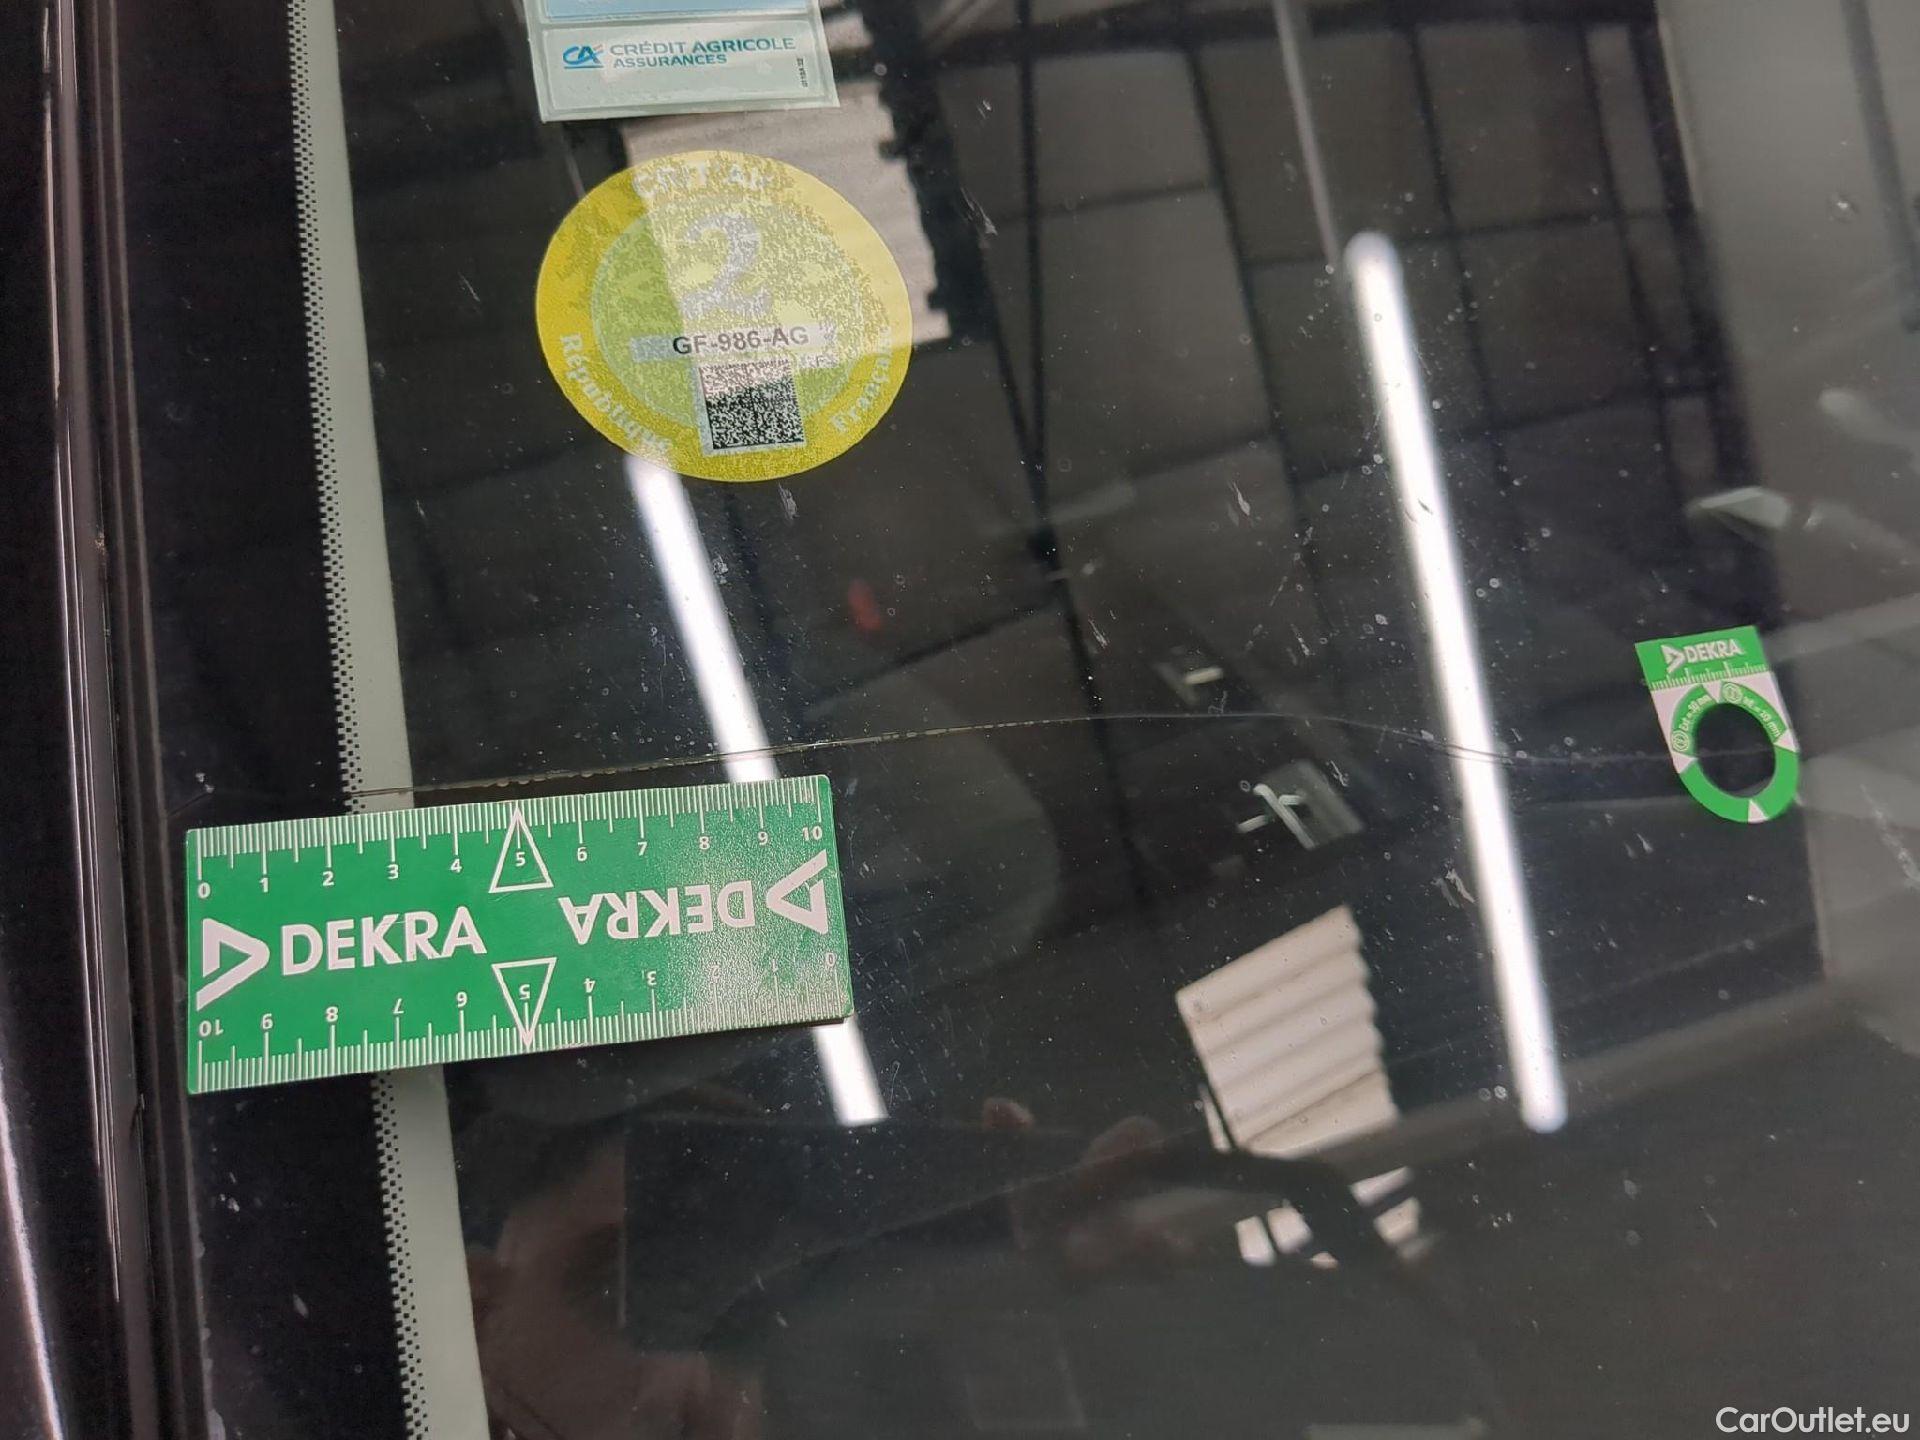 CRÉDIT AGRICOLE
ASSURANCES
CRIT'AIR
2
GF-986-AG
République
Française
DEKRA
0 1 2 3 4 5 6 7 8 9 10
DEKRA
DEKRA
0 1 2 3 4 5 6 7 8 9 10
CarOutlet.eu